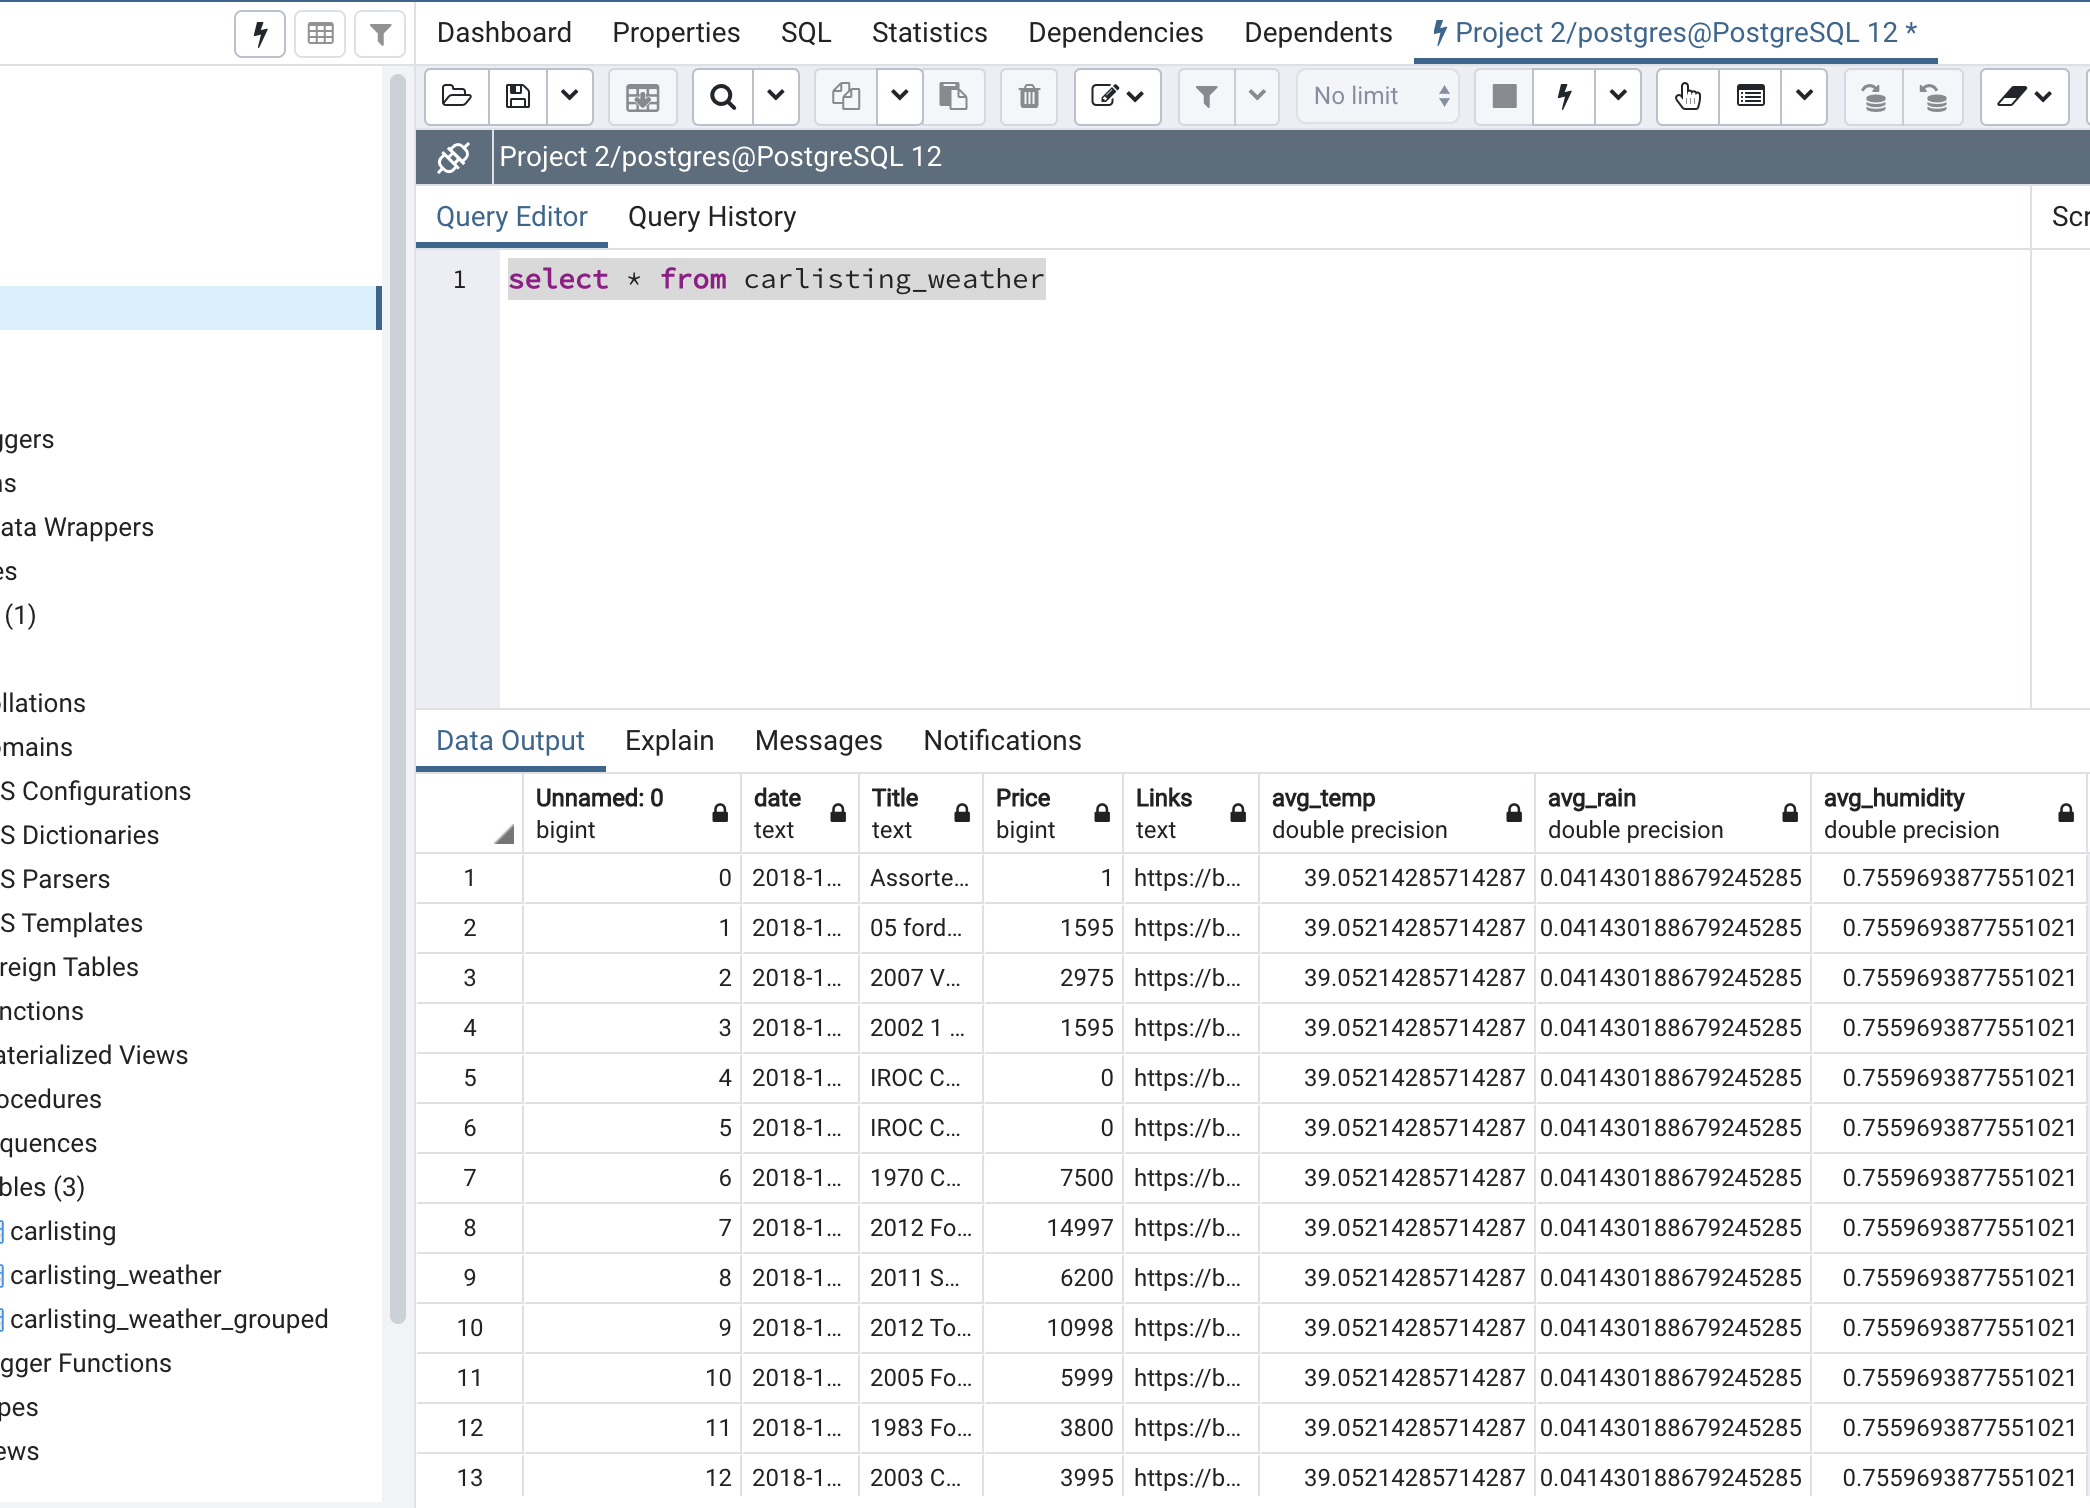 Dashboard Properties SQL Statistics Dependencies Dependents Project 2/postgres@PostgreSQL 12 *
No limit
Project 2/postgres@PostgreSQL 12
Query Editor Query History Scr
1 select * from carlisting_weather
ggers
ns
ata Wrappers
es
(1)
ollations
mains
S Configurations
S Dictionaries
S Parsers
S Templates
reign Tables
nctions
aterialized Views
ocedures
quences
bles (3)
carlisting
carlisting_weather
carlisting_weather_grouped
gger Functions
pes
ews
Data Output Explain Messages Notifications
Unnamed: 0 date Title Price Links avg_temp avg_rain avg_humidity
bigint text text bigint text double precision double precision double precision
1 0 2018-1... Assorte... 1 https://b... 39.05214285714287 0.041430188679245285 0.7559693877551021
2 1 2018-1... 05 ford... 1595 https://b... 39.05214285714287 0.041430188679245285 0.7559693877551021
3 2 2018-1... 2007 V... 2975 https://b... 39.05214285714287 0.041430188679245285 0.7559693877551021
4 3 2018-1... 2002 1 ... 1595 https://b... 39.05214285714287 0.041430188679245285 0.7559693877551021
5 4 2018-1... IROC C... 0 https://b... 39.05214285714287 0.041430188679245285 0.7559693877551021
6 5 2018-1... IROC C... 0 https://b... 39.05214285714287 0.041430188679245285 0.7559693877551021
7 6 2018-1... 1970 C... 7500 https://b... 39.05214285714287 0.041430188679245285 0.7559693877551021
8 7 2018-1... 2012 Fo... 14997 https://b... 39.05214285714287 0.041430188679245285 0.7559693877551021
9 8 2018-1... 2011 S... 6200 https://b... 39.05214285714287 0.041430188679245285 0.7559693877551021
10 9 2018-1... 2012 To... 10998 https://b... 39.05214285714287 0.041430188679245285 0.7559693877551021
11 10 2018-1... 2005 Fo... 5999 https://b... 39.05214285714287 0.041430188679245285 0.7559693877551021
12 11 2018-1... 1983 Fo... 3800 https://b... 39.05214285714287 0.041430188679245285 0.7559693877551021
13 12 2018-1... 2003 C... 3995 https://b... 39.05214285714287 0.041430188679245285 0.7559693877551021